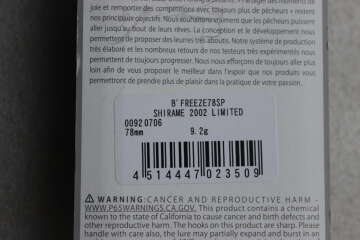 joie et remporter des compétitions avec toujours plus de pêcheurs » restent
nos principaux objectifs. Nous souhaitons que les pêcheurs puissent
aller jusqu'au bout de leurs rêves. La conception et le développement nous
permettent de proposer des leurres très aboutis. Notre système de production
très élaboré et les nombreux retours de nos testeurs très expérimentés nous
permettent de toujours progresser. Nous nous efforçons de toujours aller plus
loin afin de vous proposer le meilleur dans l'espoir que nos produits vous
permettront de prendre plus de plaisir dans la pratique de votre passion.
B'FREEZE78SP
SHIRAME 2002 LIMITED
00920706
78mm 9.2g
4 514447 023509
⚠ WARNING: CANCER AND REPRODUCTIVE HARM -
WWW.P65WARNINGS.CA.GOV. This product contains a chemical
known to the state of California to cause cancer and birth defects and
other reproductive harm. The hooks on this product are sharp. Please
handle with care also, the lure may partially expand and burst in an